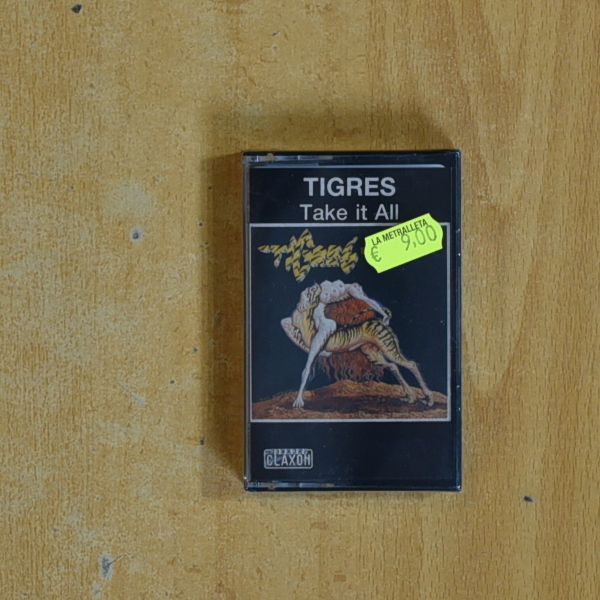 TIGRES
Take it All
LA METRALLETA
€ 9,00
CLAXON